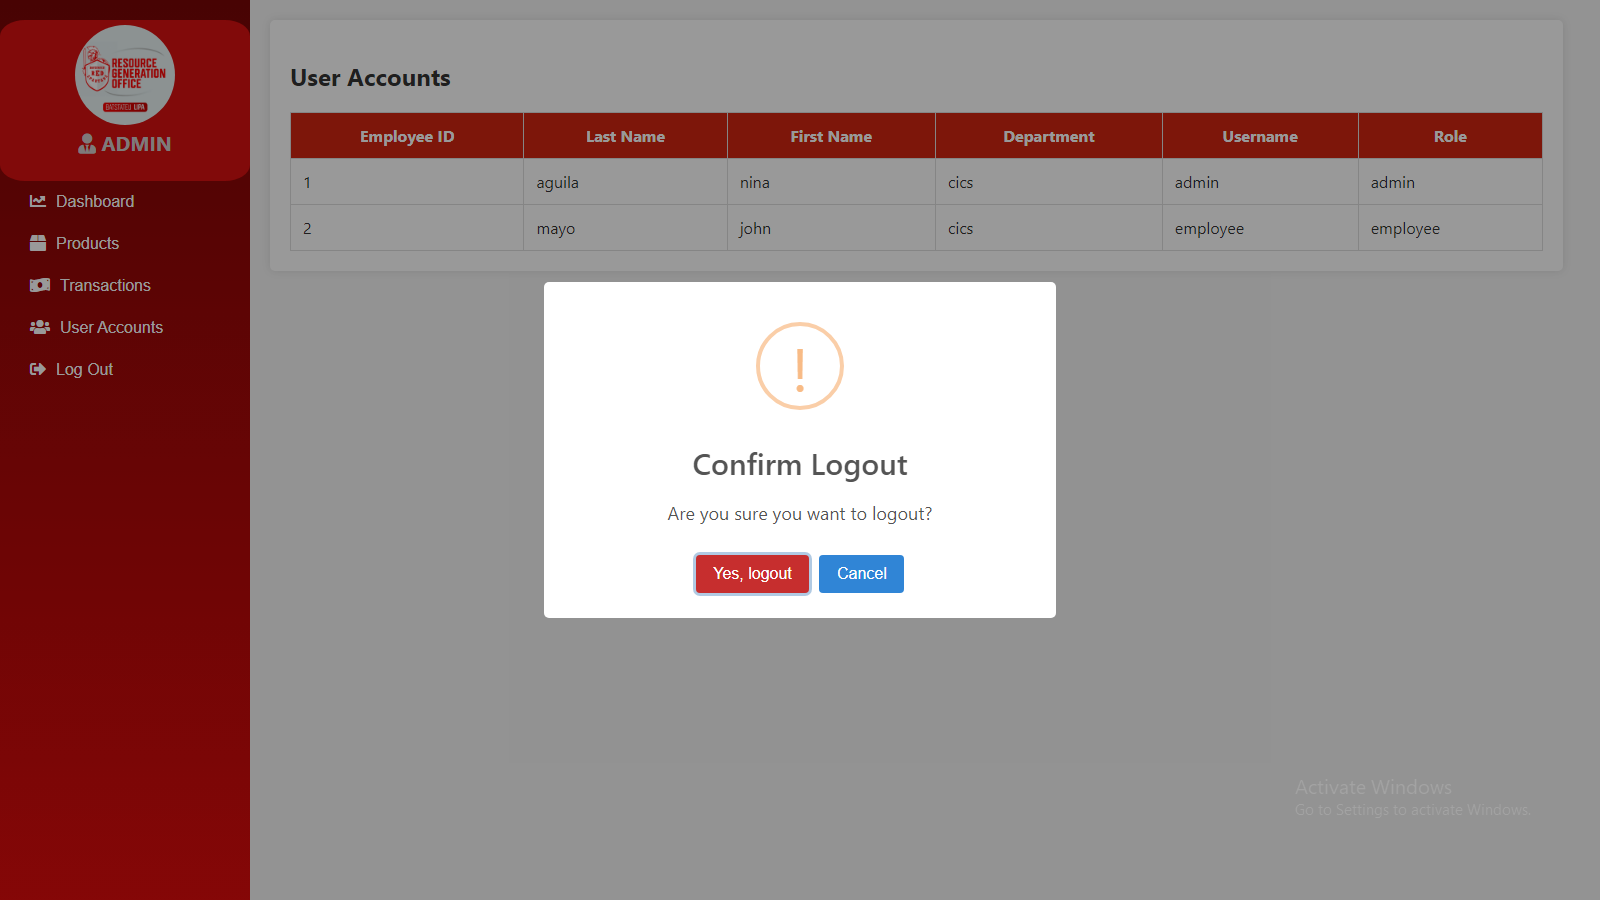 RESOURCE
GENERATION
OFFICE
BATSTATEU LIPA
ADMIN
Dashboard
Products
Transactions
User Accounts
Log Out
User Accounts
Employee ID Last Name First Name Department Username Role
1 aguila nina cics admin admin
2 mayo john cics employee employee
!
Confirm Logout
Are you sure you want to logout?
Yes, logout Cancel
Activate Windows
Go to Settings to activate Windows.